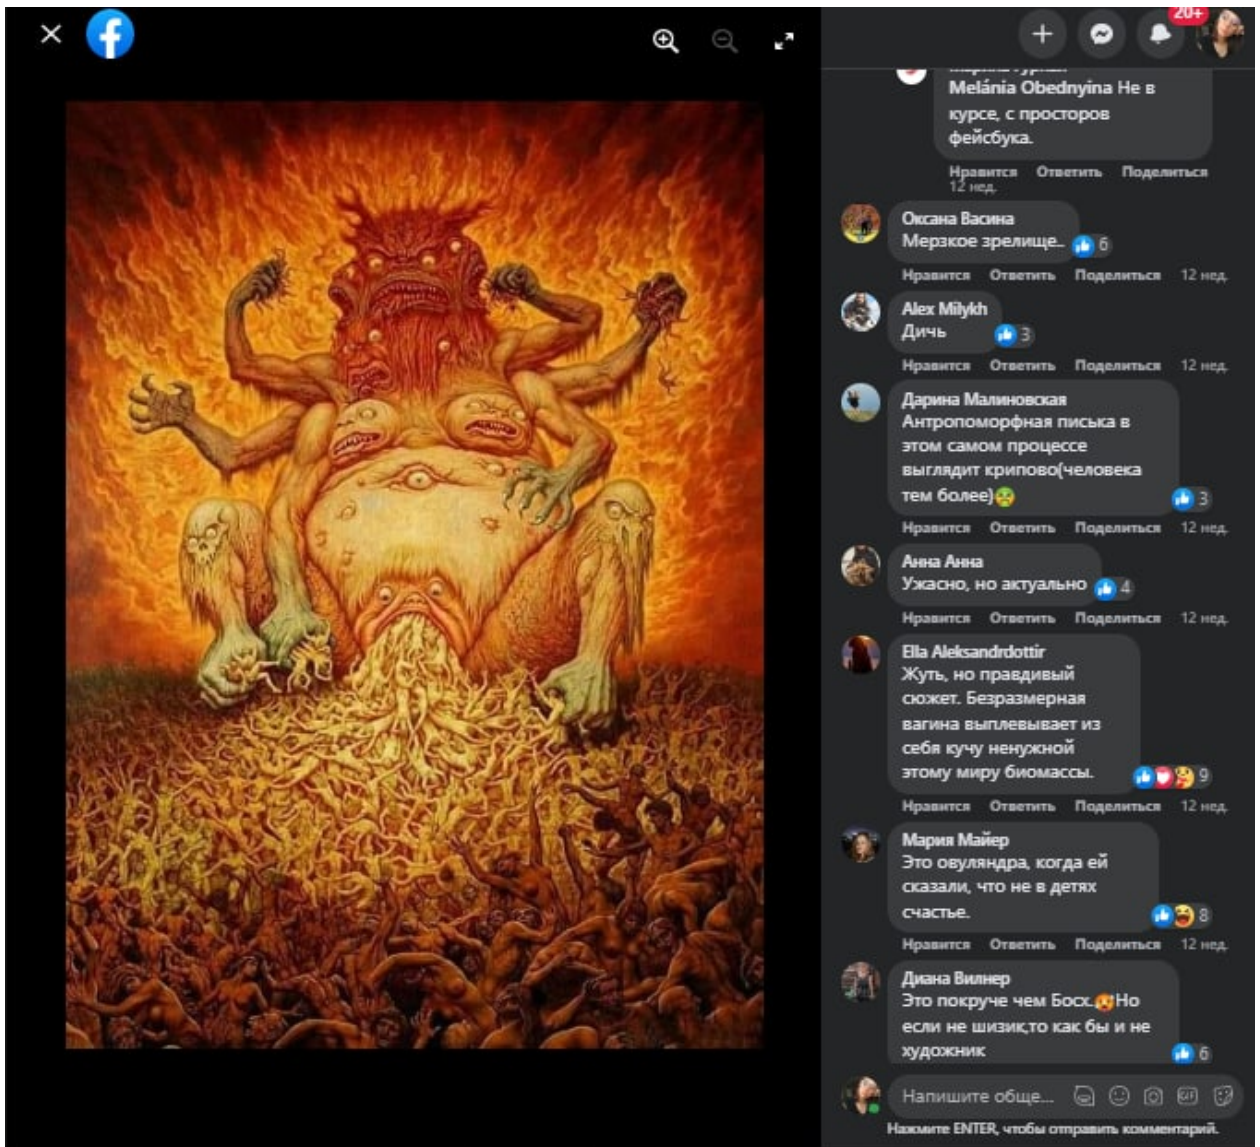 20+
Melánia Obednyina Не в
курсе, с просторов
фейсбука.
Нравится Ответить Поделиться
12 нед.
Оксана Васина
Мерзкое зрелище..
6
Нравится Ответить Поделиться 12 нед.
Alex Milykh
Дичь
3
Нравится Ответить Поделиться 12 нед.
Дарина Малиновская
Антропоморфная писька в
этом самом процессе
выглядит крипово(человека
тем более)🤢
3
Нравится Ответить Поделиться 12 нед.
Анна Анна
Ужасно, но актуально
4
Нравится Ответить Поделиться 12 нед.
Ella Aleksandrdottir
Жуть, но правдивый
сюжет. Безразмерная
вагина выплевывает из
себя кучу ненужной
этому миру биомассы.
9
Нравится Ответить Поделиться 12 нед.
Мария Майер
Это овуляндра, когда ей
сказали, что не в детях
счастье.
8
Нравится Ответить Поделиться 12 нед.
Диана Вилнер
Это покруче чем Босх..🥵Но
если не шизик,то как бы и не
художник
6
Напишите обще...
GIF
Нажмите ENTER, чтобы отправить комментарий.